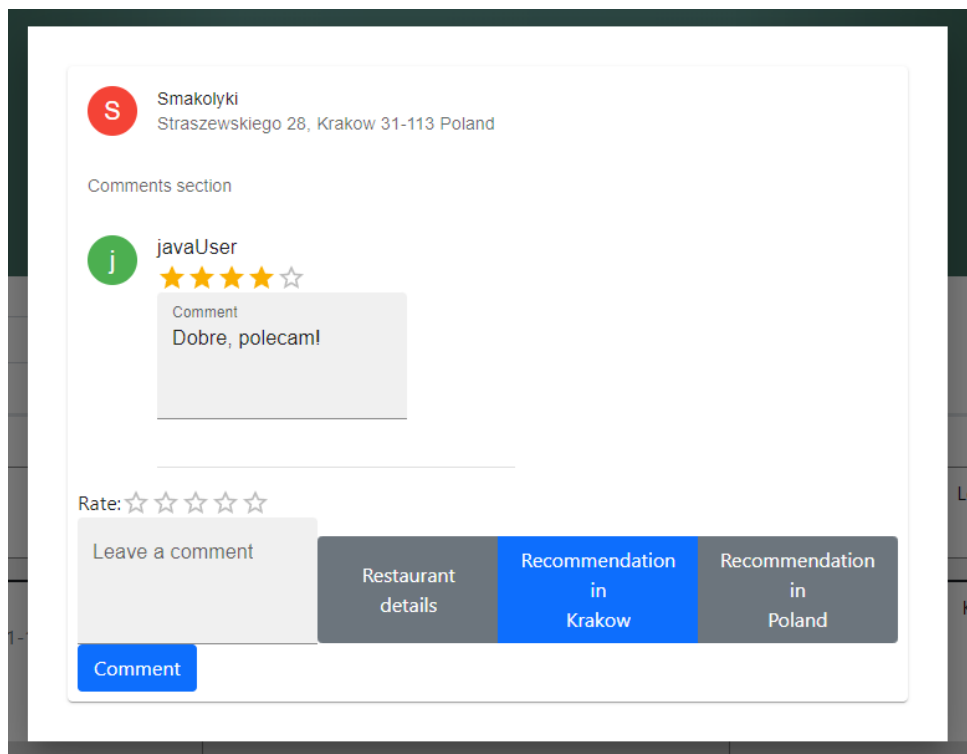 S
Smakolyki
Straszewskiego 28, Krakow 31-113 Poland
Comments section
j
javaUser
Comment
Dobre, polecam!
Rate:
Leave a comment
Restaurant
details
Recommendation
in
Krakow
Recommendation
in
Poland
Comment